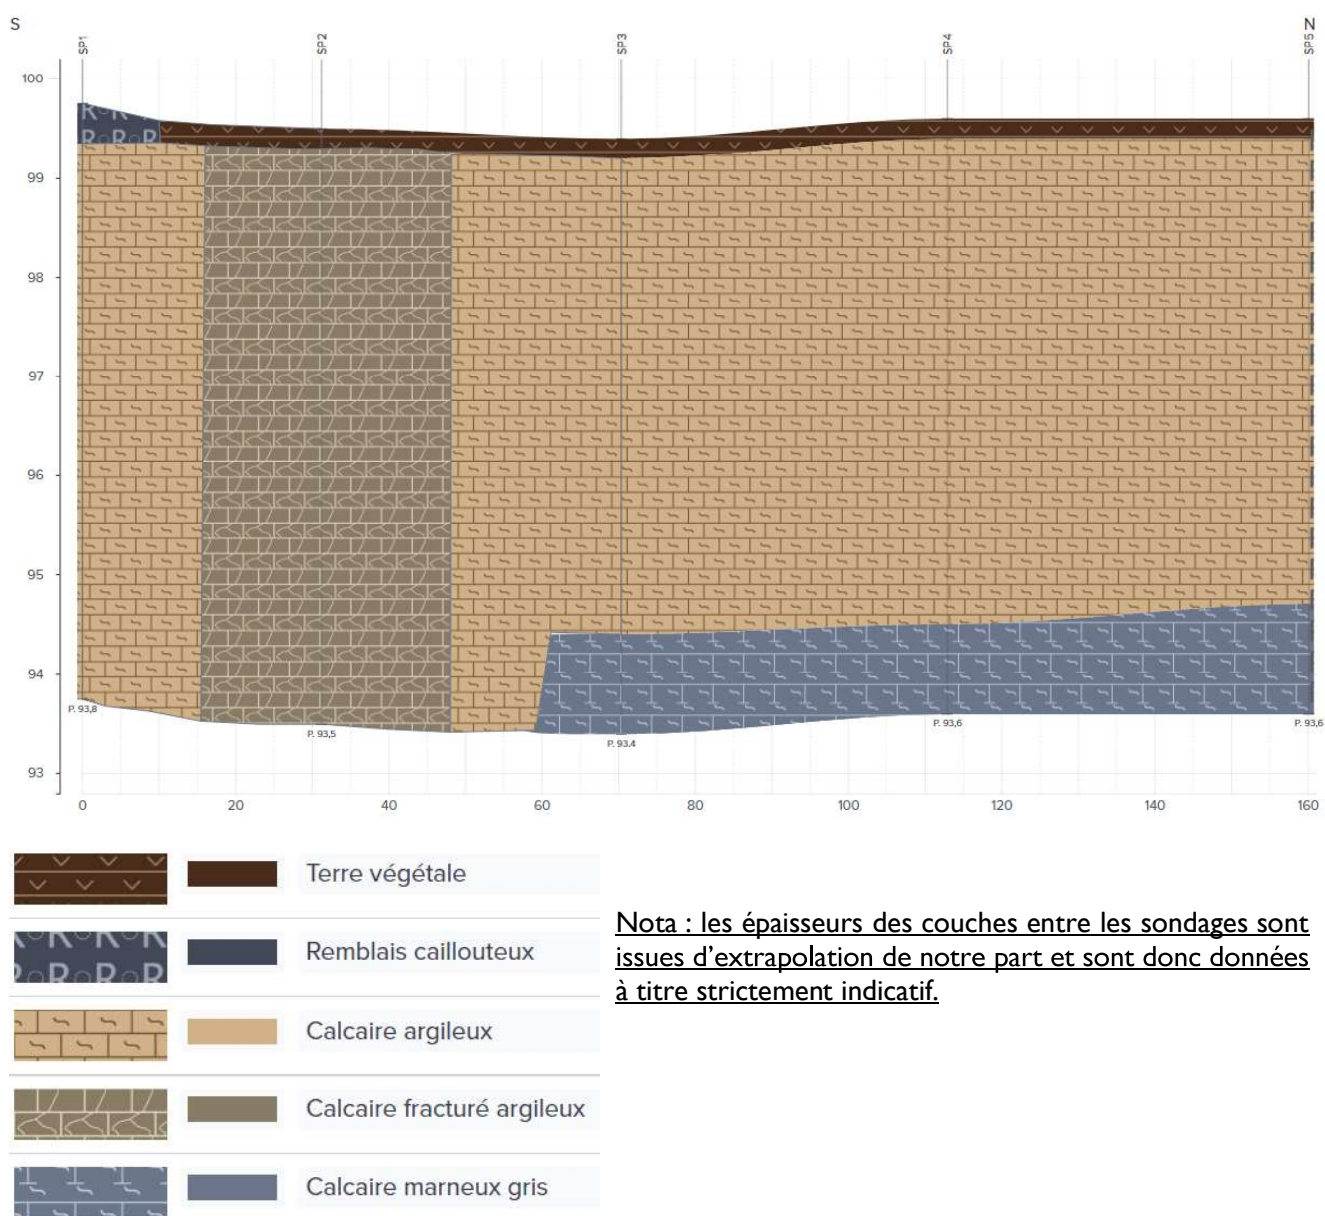 S
N
SP1
SP2
SP3
SP4
SP5
100
99
98
97
96
95
94
93
P. 93,8
P. 93,5
P. 93,4
P. 93,6
P. 93,6
0 20 40 60 80 100 120 140 160
Terre végétale
Remblais caillouteux
Calcaire argileux
Calcaire fracturé argileux
Calcaire marneux gris
Nota : les épaisseurs des couches entre les sondages sont
issues d'extrapolation de notre part et sont donc données
à titre strictement indicatif.